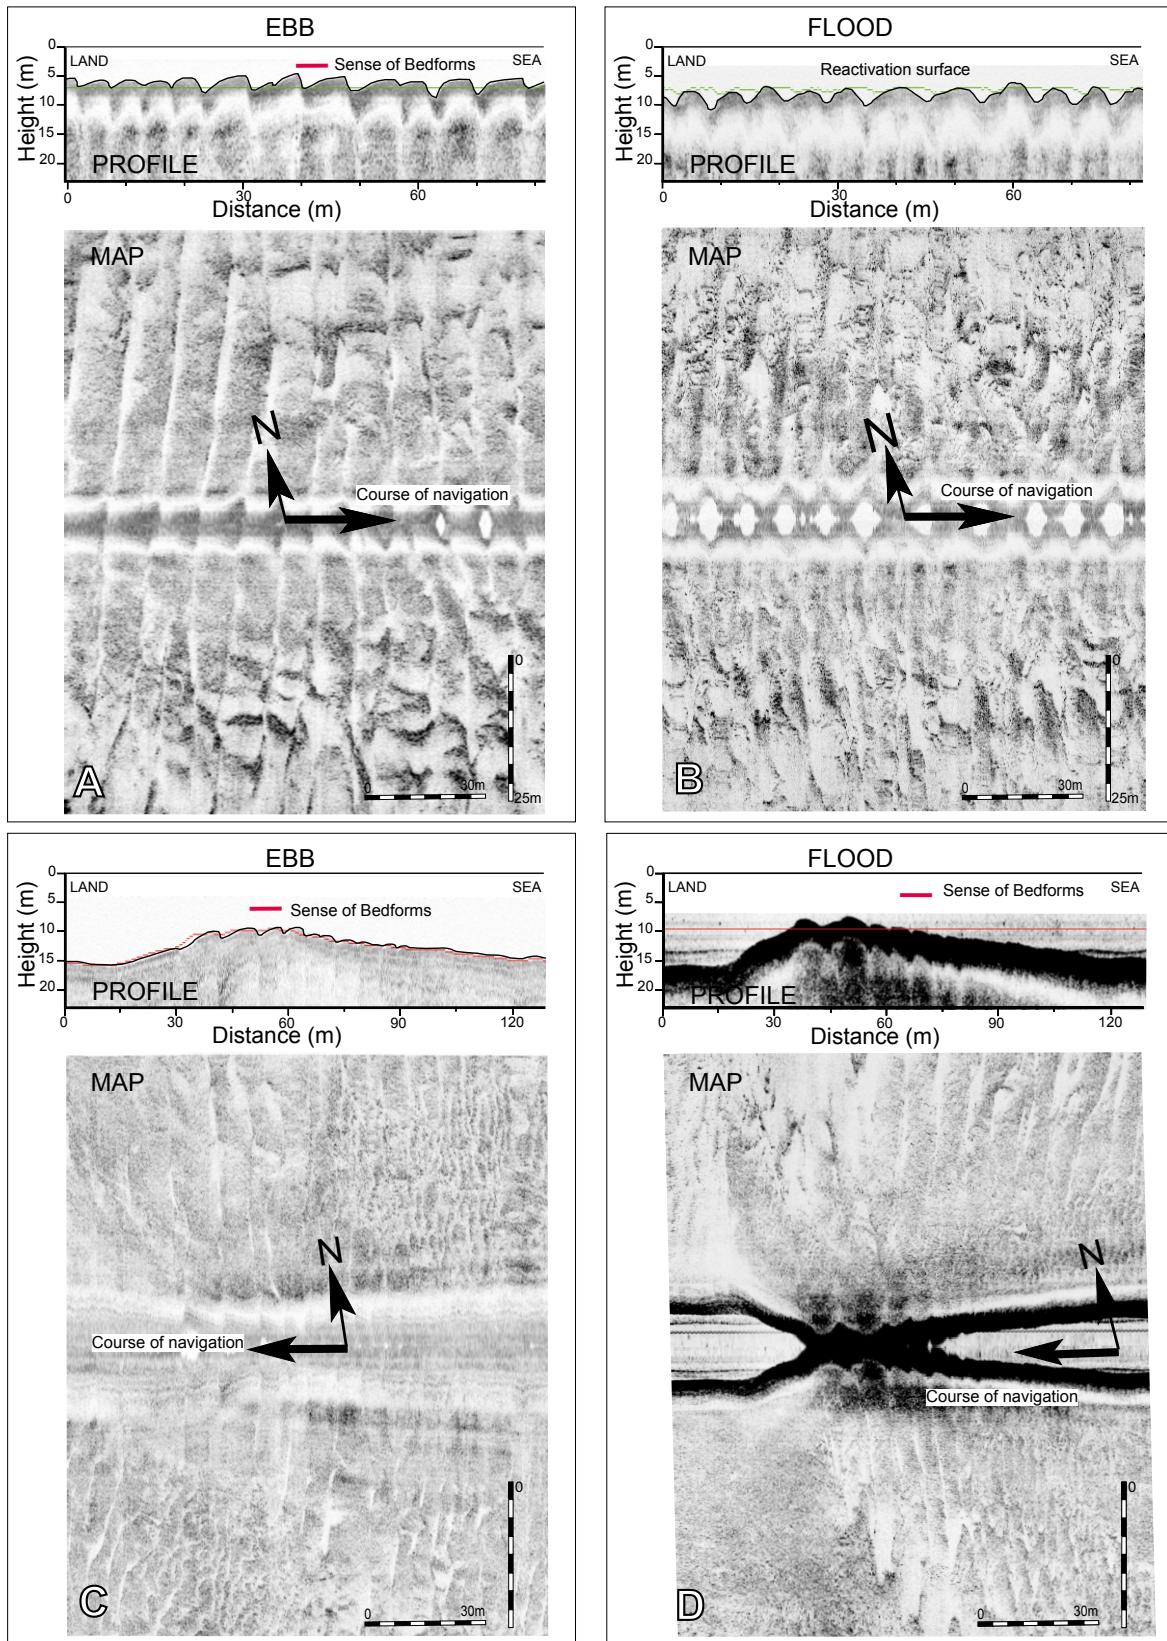 EBB
0
LAND
SEA
Sense of Bedforms
5
10
15
20
Height (m)
PROFILE
0
30
60
Distance (m)
MAP
N
Course of navigation
0
25m
0
30m
A
FLOOD
0
LAND
SEA
Reactivation surface
5
10
15
20
Height (m)
PROFILE
0
30
60
Distance (m)
MAP
N
Course of navigation
0
25m
0
30m
B
EBB
0
LAND
SEA
Sense of Bedforms
5
10
15
20
Height (m)
PROFILE
0
30
60
90
120
Distance (m)
MAP
N
Course of navigation
0
0
30m
C
FLOOD
0
LAND
SEA
Sense of Bedforms
5
10
15
20
Height (m)
PROFILE
0
30
60
90
120
Distance (m)
MAP
N
Course of navigation
0
0
30m
D